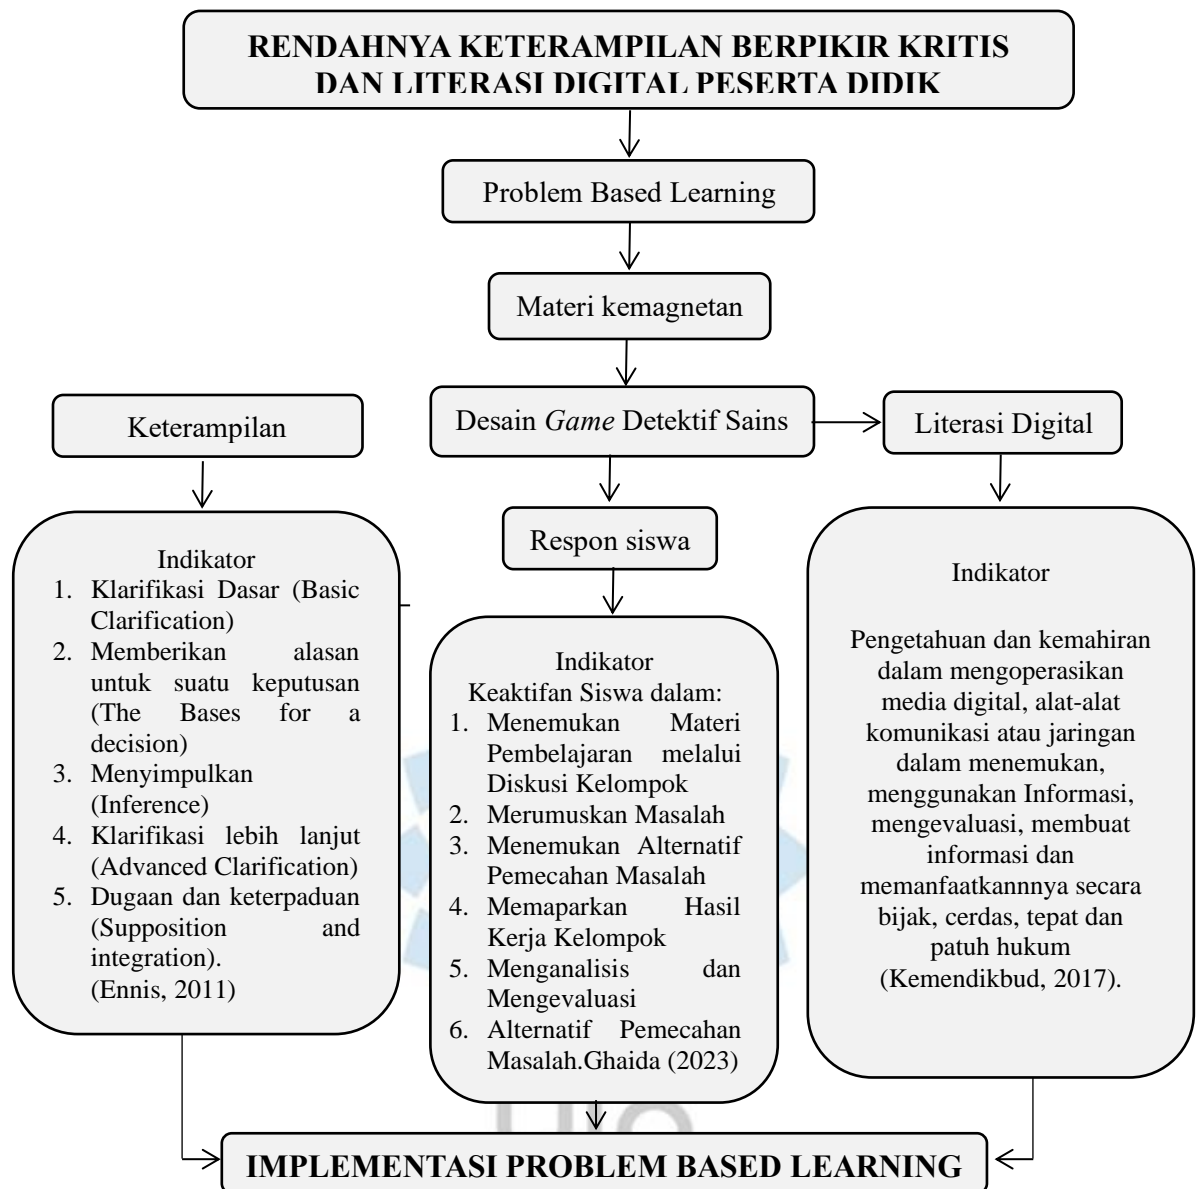 RENDAHNYA KETERAMPILAN BERPIKIR KRITIS
DAN LITERASI DIGITAL PESERTA DIDIK
Problem Based Learning
Materi kemagnetan
Desain Game Detektif Sains
Keterampilan
Literasi Digital
Respon siswa
Indikator
1. Klarifikasi Dasar (Basic
Clarification)
2. Memberikan alasan
untuk suatu keputusan
(The Bases for a
decision)
3. Menyimpulkan
(Inference)
4. Klarifikasi lebih lanjut
(Advanced Clarification)
5. Dugaan dan keterpaduan
(Supposition and
integration).
(Ennis, 2011)
Indikator
Keaktifan Siswa dalam:
1. Menemukan Materi
Pembelajaran melalui
Diskusi Kelompok
2. Merumuskan Masalah
3. Menemukan Alternatif
Pemecahan Masalah
4. Memaparkan Hasil
Kerja Kelompok
5. Menganalisis dan
Mengevaluasi
6. Alternatif Pemecahan
Masalah.Ghaida (2023)
Indikator
Pengetahuan dan kemahiran
dalam mengoperasikan
media digital, alat-alat
komunikasi atau jaringan
dalam menemukan,
menggunakan Informasi,
mengevaluasi, membuat
informasi dan
memanfaatkannnya secara
bijak, cerdas, tepat dan
patuh hukum
(Kemendikbud, 2017).
IMPLEMENTASI PROBLEM BASED LEARNING